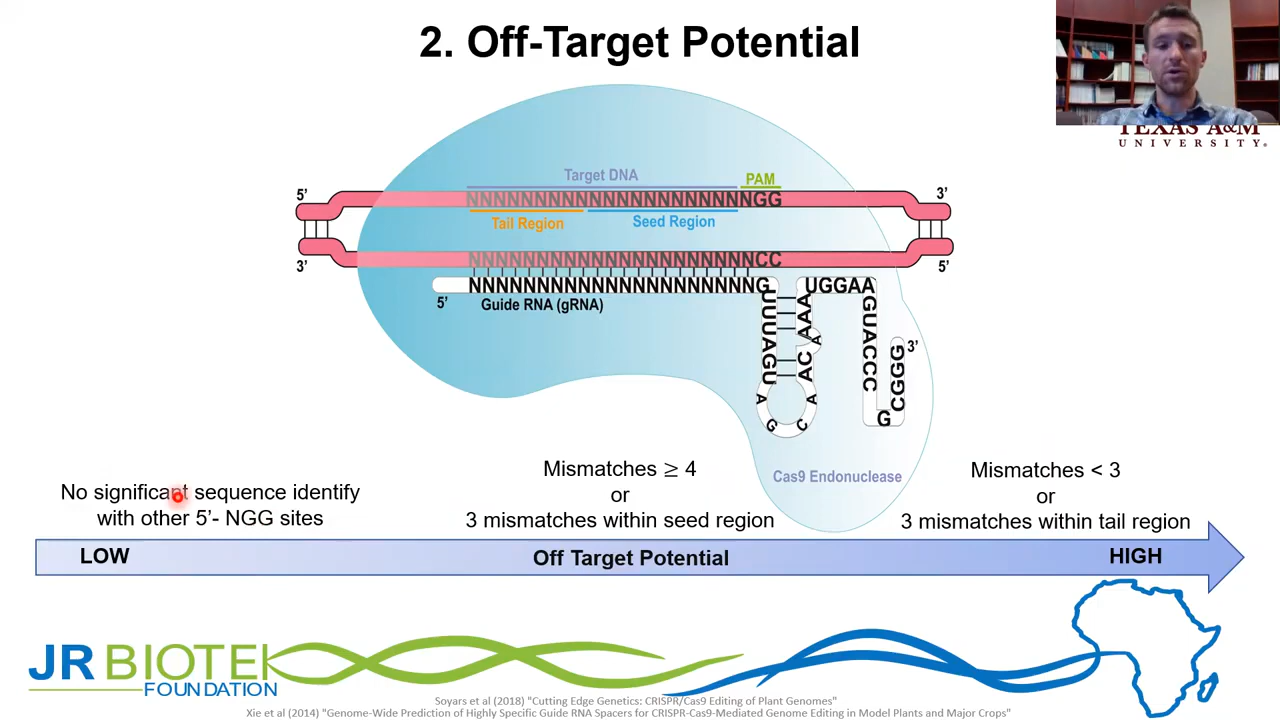 2. Off-Target Potential
TEXAS A&M
UNIVERSITY®
Target DNA
PAM
5'
3'
NNNNNNNNNNNNNNNNNNNNNGG
Tail Region
Seed Region
3'
5'
NNNNNNNNNNNNNNNNNNNNNCC
5'
NNNNNNNNNNNNNNNNNNNNNG
Guide RNA (gRNA)
UGGAA
GUACCC
3'
Cas9 Endonuclease
No significant sequence identify
with other 5'- NGG sites
Mismatches ≥ 4
or
3 mismatches within seed region
Mismatches < 3
or
3 mismatches within tail region
LOW
Off Target Potential
HIGH
JR BIOTEK
FOUNDATION
Soyars et al (2018) "Cutting Edge Genetics: CRISPR/Cas9 Editing of Plant Genomes"
Xie et al (2014) "Genome-Wide Prediction of Highly Specific Guide RNA Spacers for CRISPR-Cas9-Mediated Genome Editing in Model Plants and Major Crops"